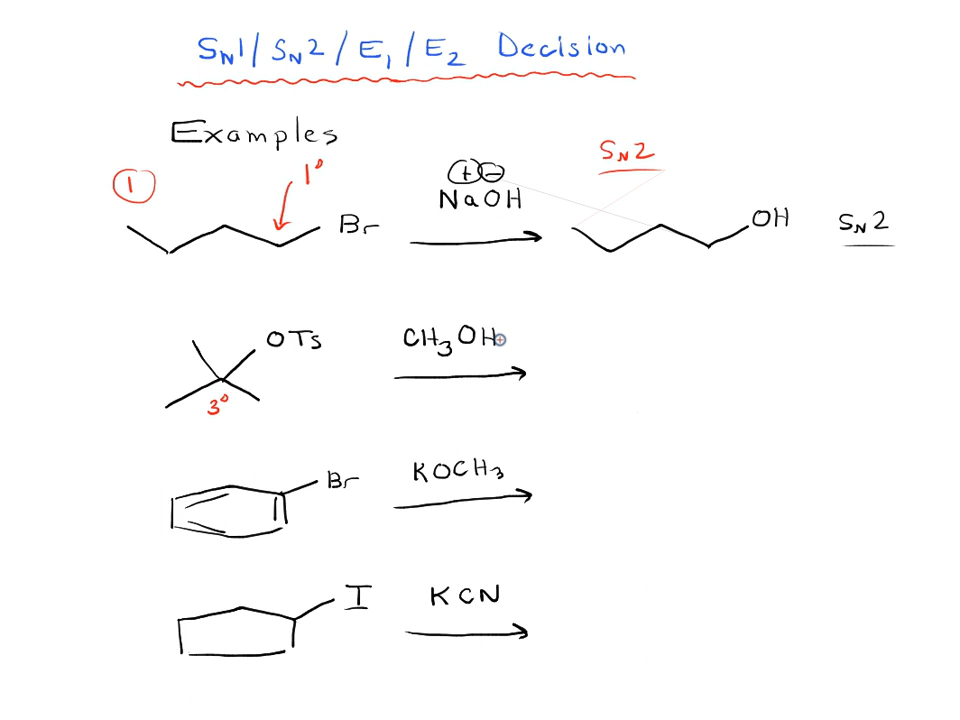 SN1 / SN2 / E1 / E2 Decision
Examples
1
1°
Br
+ −
NaOH
SN2
OH
SN2
OTs
3°
CH3OH
Br
KOCH3
I
KCN